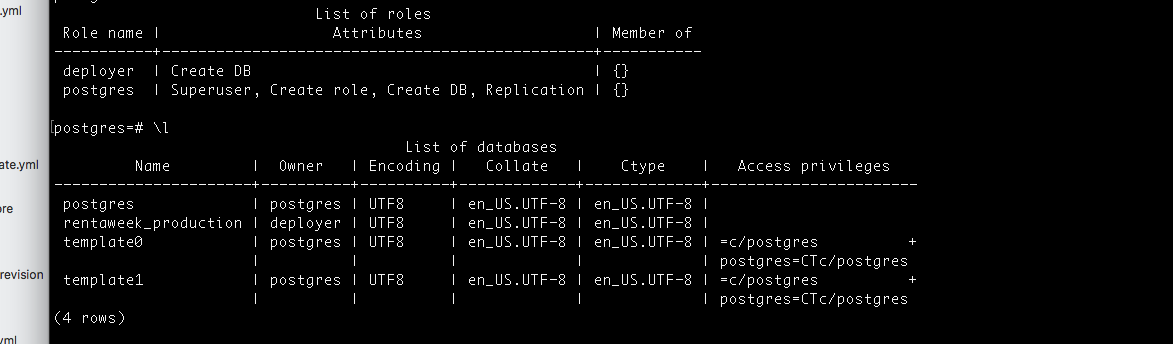 .yml
List of roles
Role name | Attributes | Member of
-----------+------------------------------------------------+-----------
deployer | Create DB | {}
postgres | Superuser, Create role, Create DB, Replication | {}
[postgres=# \l
List of databases
ate.yml
Name | Owner | Encoding | Collate | Ctype | Access privileges
----------------------+----------+----------+-------------+-------------+-----------------------
postgres | postgres | UTF8 | en_US.UTF-8 | en_US.UTF-8 |
ore
rentaweek_production | deployer | UTF8 | en_US.UTF-8 | en_US.UTF-8 |
template0 | postgres | UTF8 | en_US.UTF-8 | en_US.UTF-8 | =c/postgres +
| | | | | postgres=CTc/postgres
revision
template1 | postgres | UTF8 | en_US.UTF-8 | en_US.UTF-8 | =c/postgres +
| | | | | postgres=CTc/postgres
(4 rows)
yml